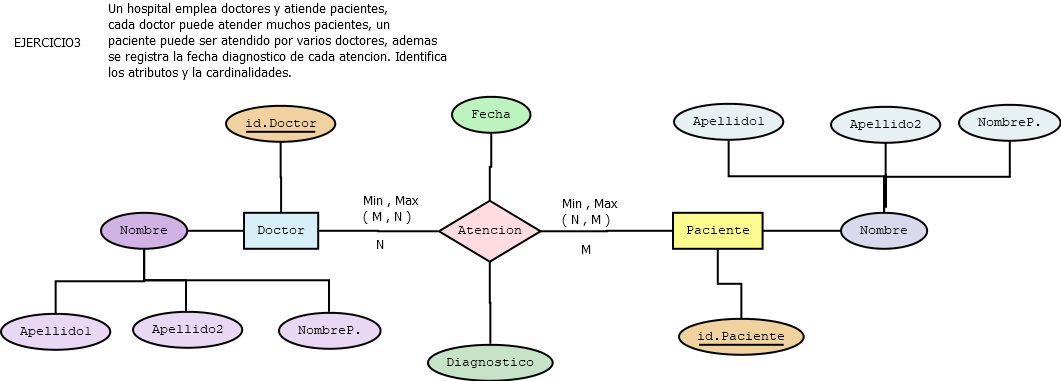 Un hospital emplea doctores y atiende pacientes,
cada doctor puede atender muchos pacientes, un
EJERCICIO3
paciente puede ser atendido por varios doctores, ademas
se registra la fecha diagnostico de cada atencion. Identifica
los atributos y la cardinalidades.
id.Doctor
Fecha
Apellido1
Apellido2
NombreP.
Min , Max
( M , N )
Min , Max
( N , M )
Nombre
Doctor
Atencion
Paciente
Nombre
N
M
Apellido1
Apellido2
NombreP.
id.Paciente
Diagnostico